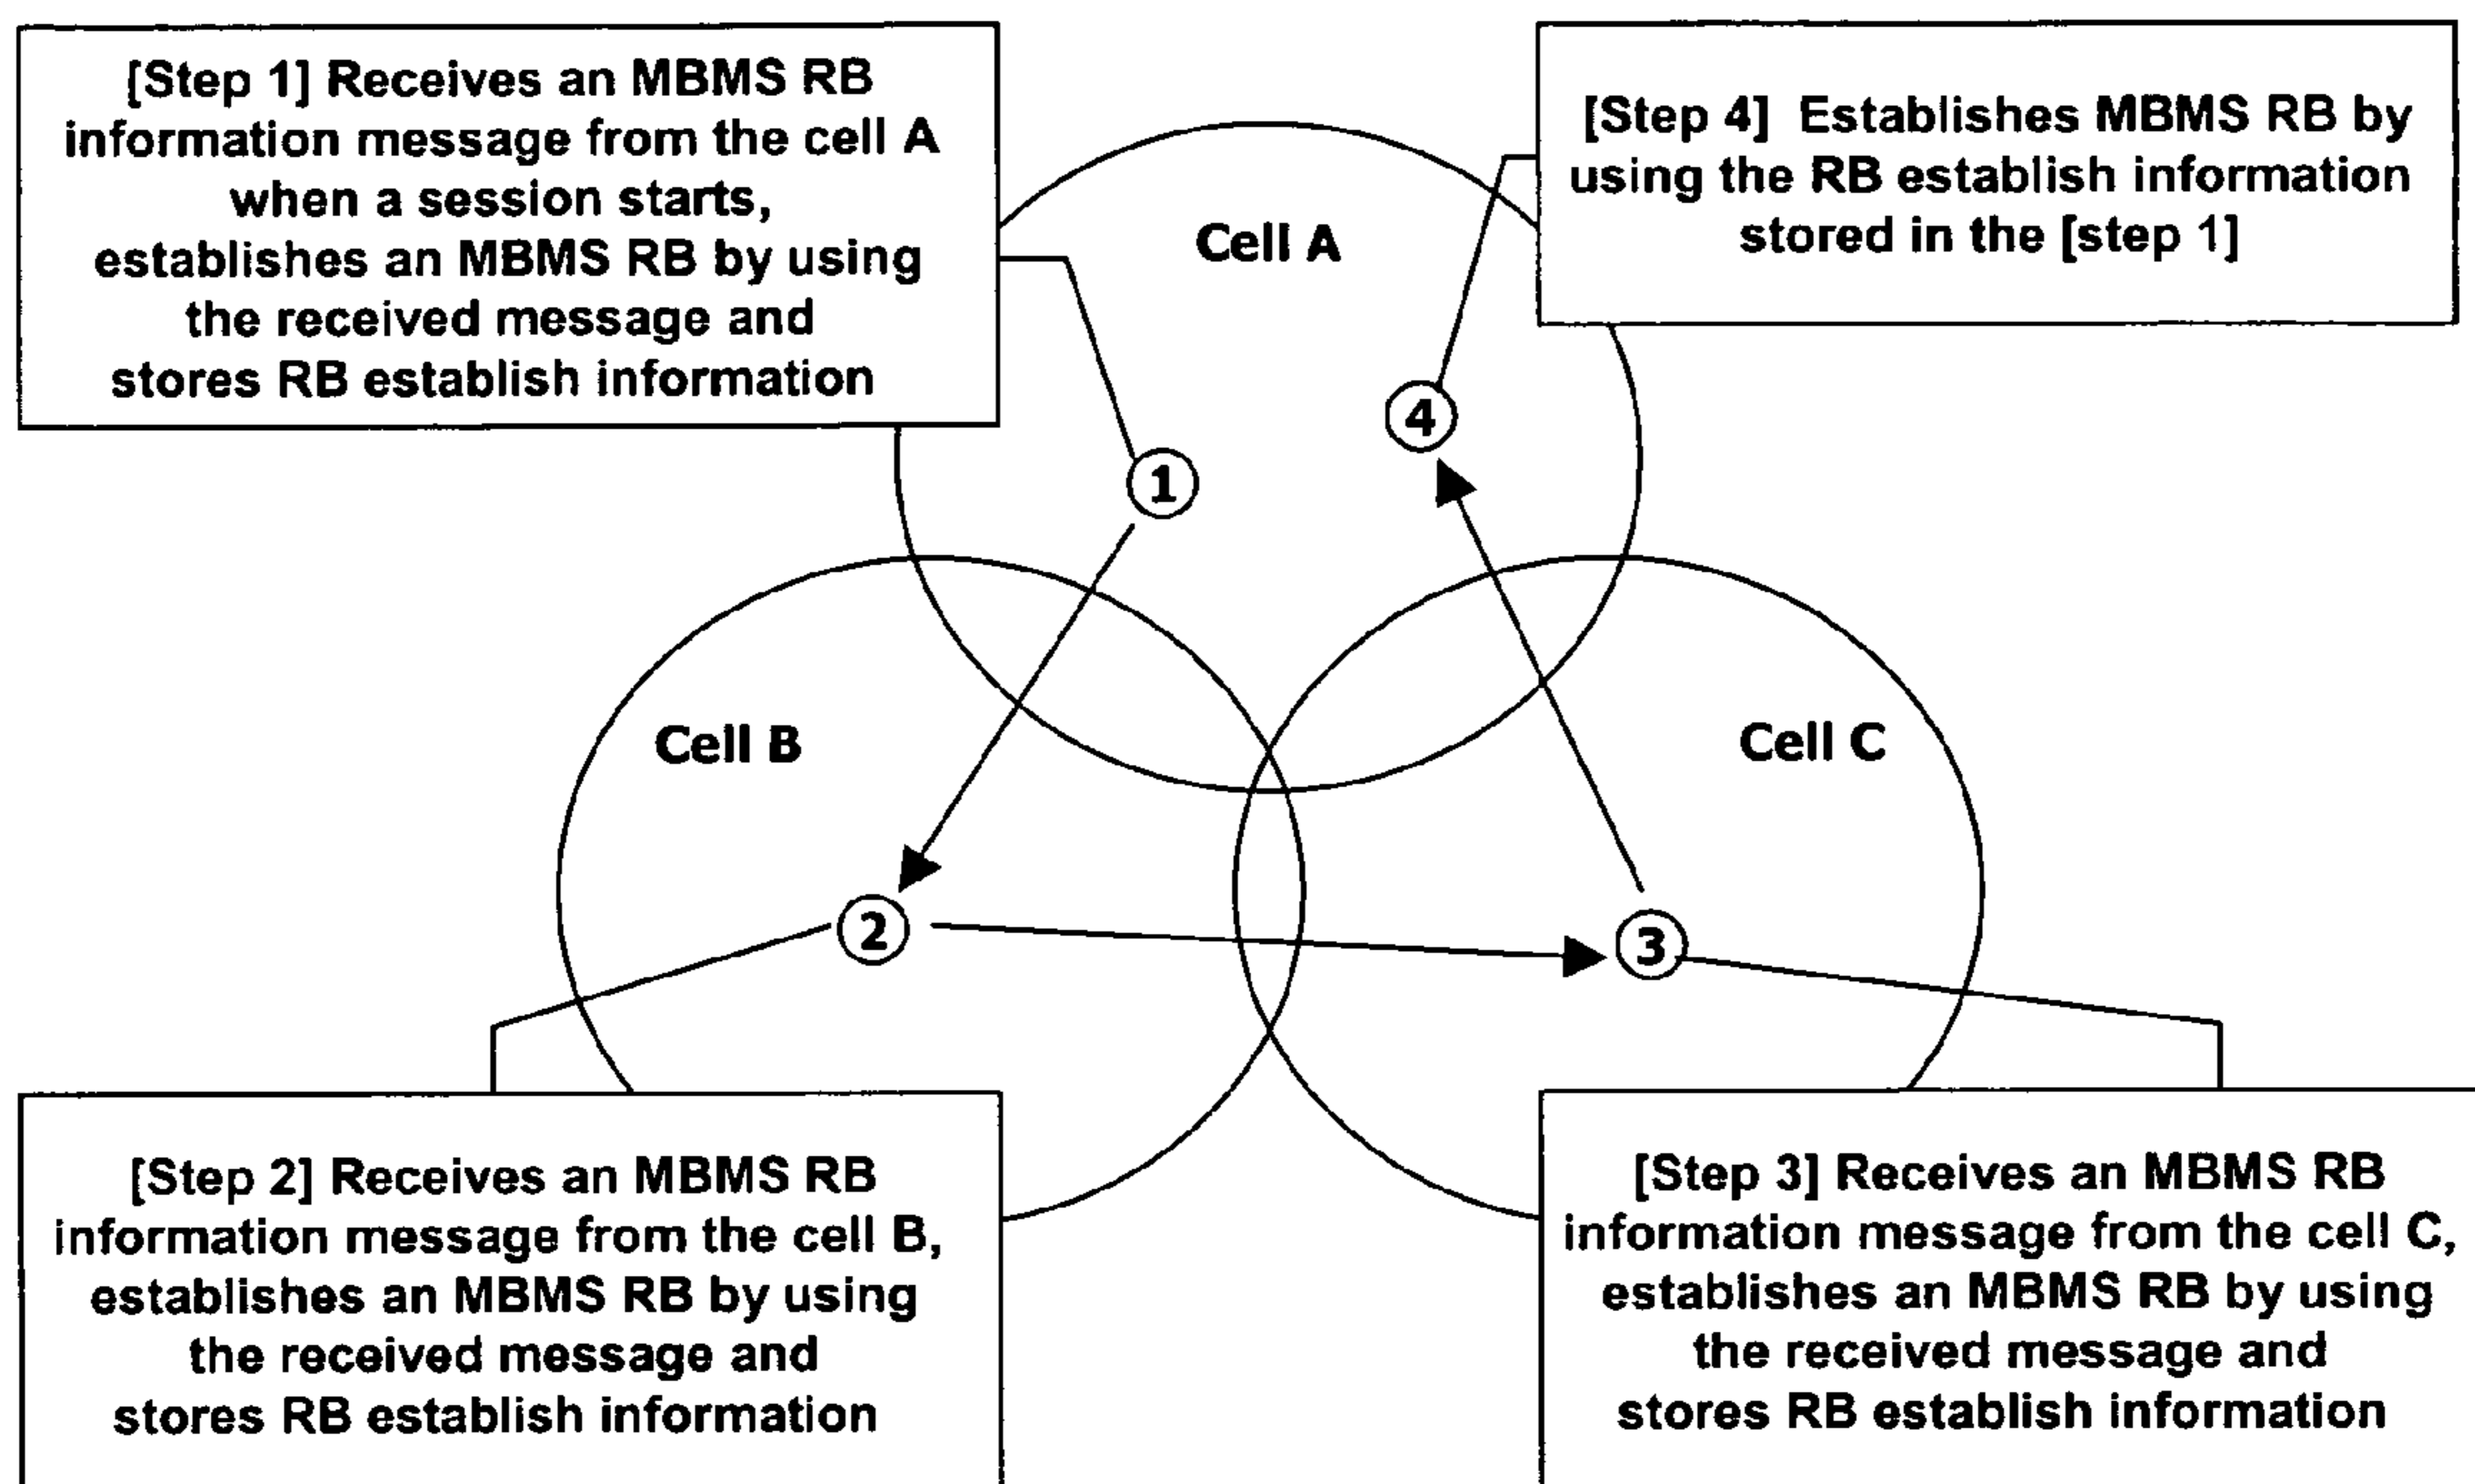 [Step 1] Receives an MBMS RB
information message from the cell A
when a session starts,
establishes an MBMS RB by using
the received message and
stores RB establish information
[Step 4] Establishes MBMS RB by
using the RB establish information
stored in the [step 1]
Cell A
4
1
Cell B
Cell C
2
3
[Step 2] Receives an MBMS RB
information message from the cell B,
establishes an MBMS RB by using
the received message and
stores RB establish information
[Step 3] Receives an MBMS RB
information message from the cell C,
establishes an MBMS RB by using
the received message and
stores RB establish information